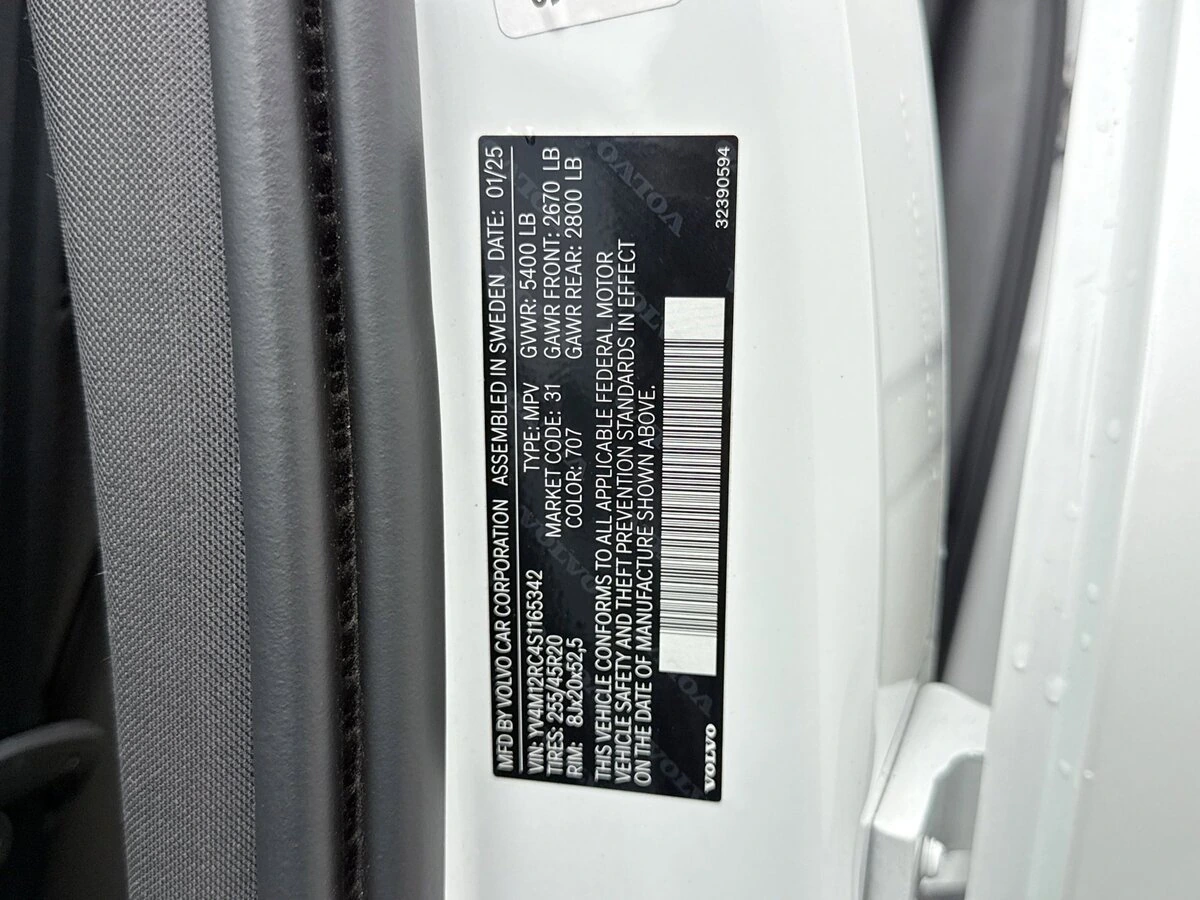 MFD BY VOLVO CAR CORPORATION ASSEMBLED IN SWEDEN DATE: 01/25
VIN: YV4M12RC4S1165342 TYPE: MPV GVWR: 5400 LB
TIRES: 255/45R20 MARKET CODE: 31 GAWR FRONT: 2670 LB
RIM: 8Jx20x52,5 COLOR: 707 GAWR REAR: 2800 LB
THIS VEHICLE CONFORMS TO ALL APPLICABLE FEDERAL MOTOR
VEHICLE SAFETY AND THEFT PREVENTION STANDARDS IN EFFECT
ON THE DATE OF MANUFACTURE SHOWN ABOVE.
VOLVO 32390594